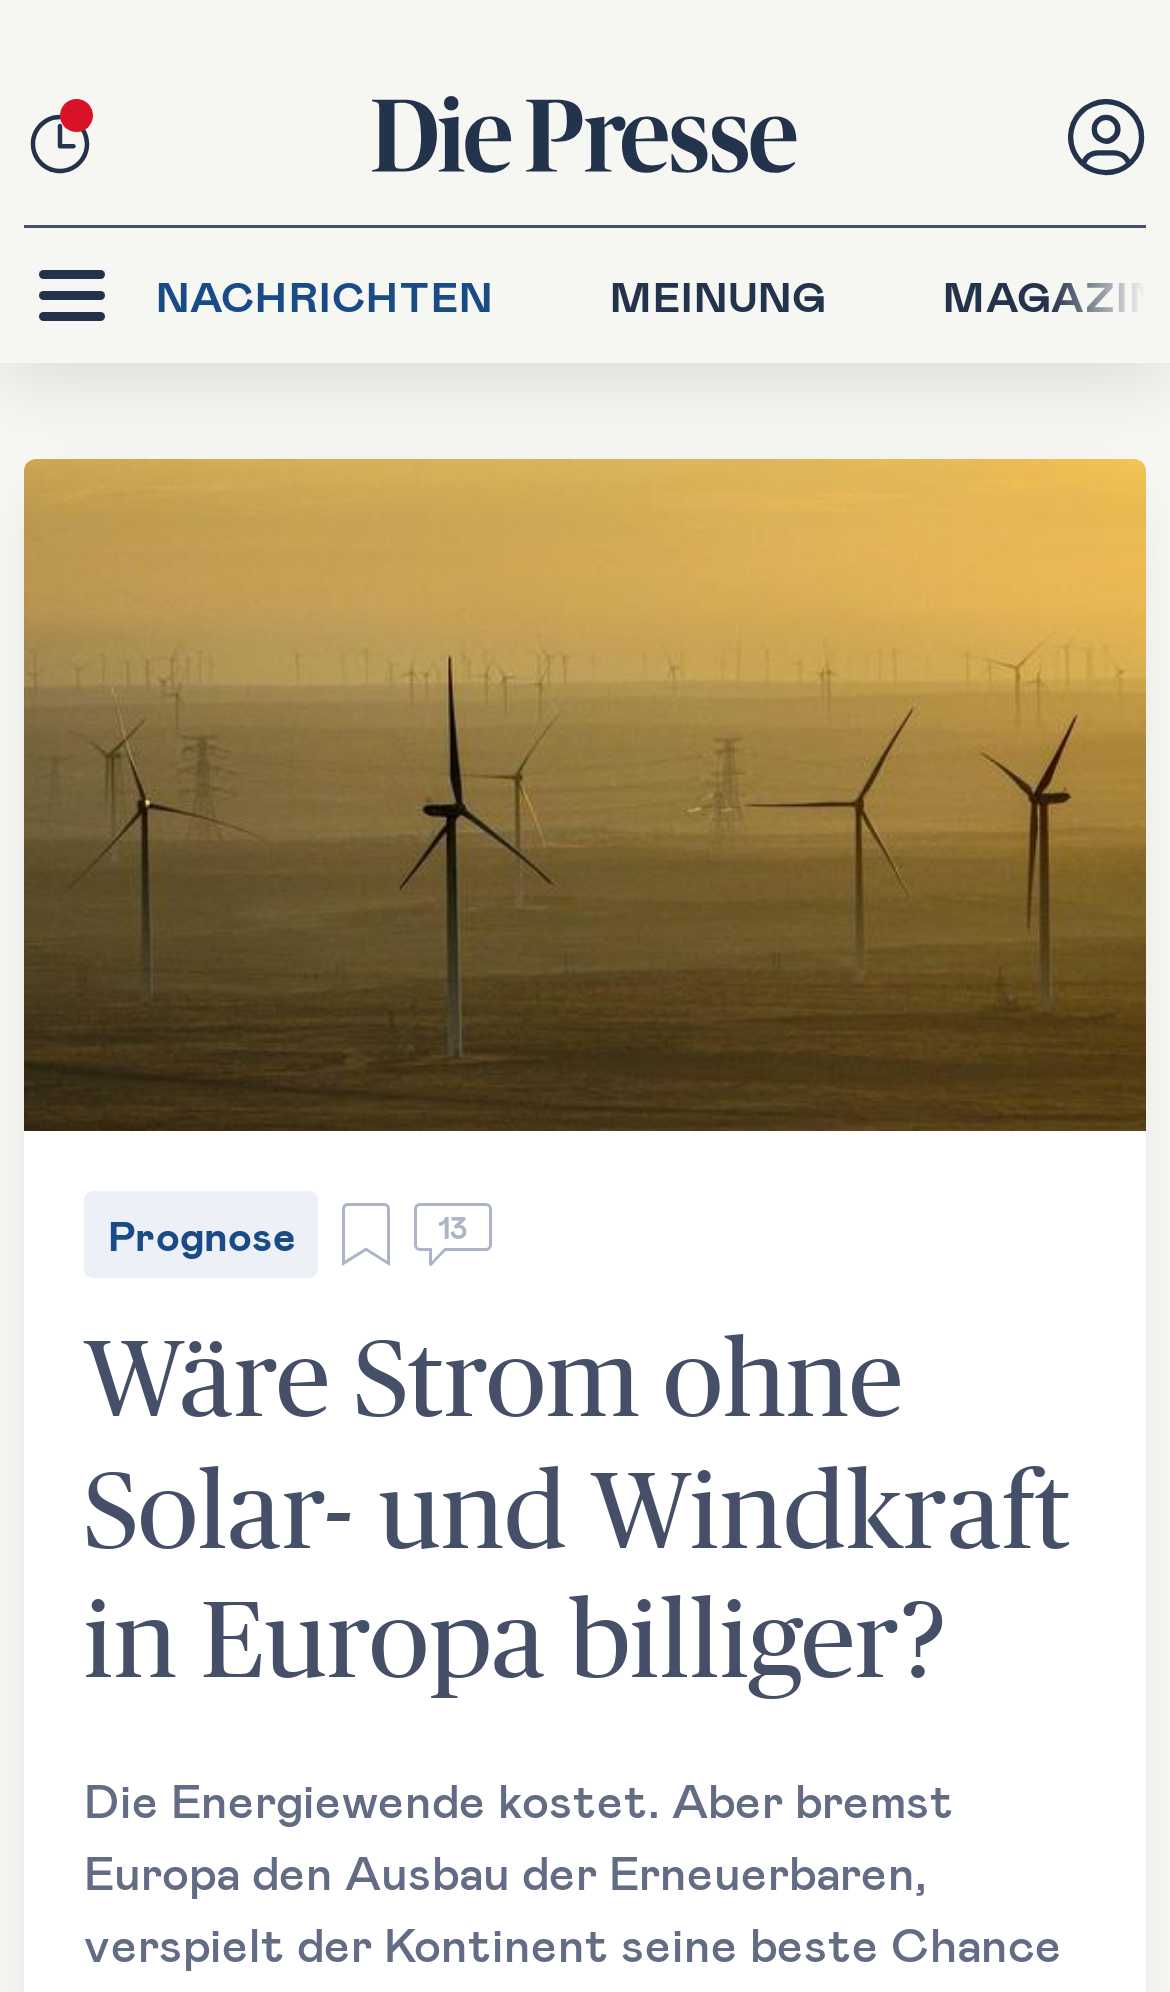 Die Presse
NACHRICHTEN MEINUNG MAGAZIN
Prognose 13
Wäre Strom ohne
Solar- und Windkraft
in Europa billiger?
Die Energiewende kostet. Aber bremst
Europa den Ausbau der Erneuerbaren,
verspielt der Kontinent seine beste Chance